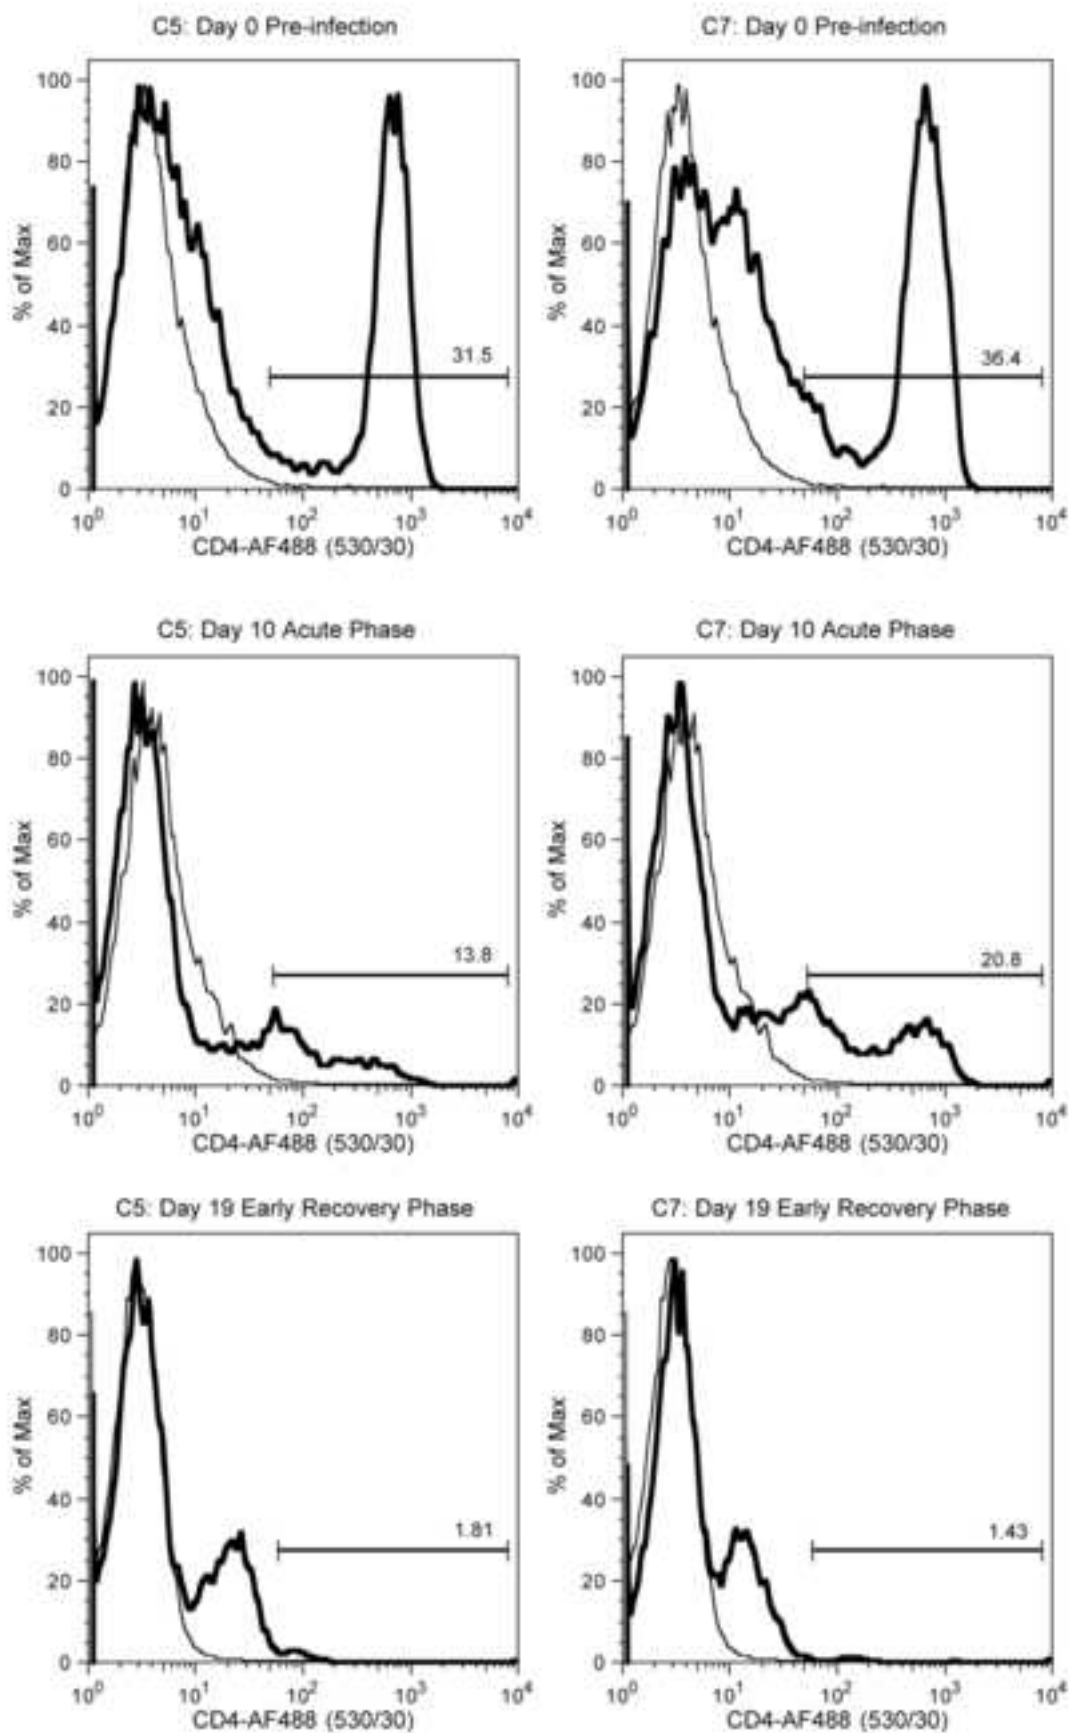 C5: Day 0 Pre-infection
100
80
60
40
20
0
% of Max
31.5
10⁰ 10¹ 10² 10³ 10⁴
CD4-AF488 (530/30)
C7: Day 0 Pre-infection
100
80
60
40
20
0
% of Max
36.4
10⁰ 10¹ 10² 10³ 10⁴
CD4-AF488 (530/30)
C5: Day 10 Acute Phase
100
80
60
40
20
0
% of Max
13.8
10⁰ 10¹ 10² 10³ 10⁴
CD4-AF488 (530/30)
C7: Day 10 Acute Phase
100
80
60
40
20
0
% of Max
20.8
10⁰ 10¹ 10² 10³ 10⁴
CD4-AF488 (530/30)
C5: Day 19 Early Recovery Phase
100
80
60
40
20
0
% of Max
1.81
10⁰ 10¹ 10² 10³ 10⁴
CD4-AF488 (530/30)
C7: Day 19 Early Recovery Phase
100
80
60
40
20
0
% of Max
1.43
10⁰ 10¹ 10² 10³ 10⁴
CD4-AF488 (530/30)